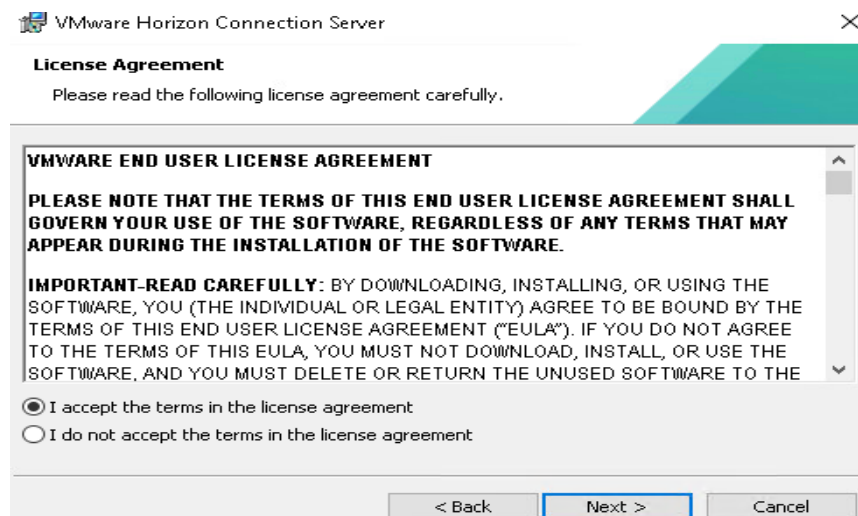 VMware Horizon Connection Server
License Agreement
Please read the following license agreement carefully.
VMWARE END USER LICENSE AGREEMENT
PLEASE NOTE THAT THE TERMS OF THIS END USER LICENSE AGREEMENT SHALL
GOVERN YOUR USE OF THE SOFTWARE, REGARDLESS OF ANY TERMS THAT MAY
APPEAR DURING THE INSTALLATION OF THE SOFTWARE.
IMPORTANT-READ CAREFULLY: BY DOWNLOADING, INSTALLING, OR USING THE
SOFTWARE, YOU (THE INDIVIDUAL OR LEGAL ENTITY) AGREE TO BE BOUND BY THE
TERMS OF THIS END USER LICENSE AGREEMENT (“EULA”). IF YOU DO NOT AGREE
TO THE TERMS OF THIS EULA, YOU MUST NOT DOWNLOAD, INSTALL, OR USE THE
SOFTWARE, AND YOU MUST DELETE OR RETURN THE UNUSED SOFTWARE TO THE
I accept the terms in the license agreement
I do not accept the terms in the license agreement
< Back Next > Cancel